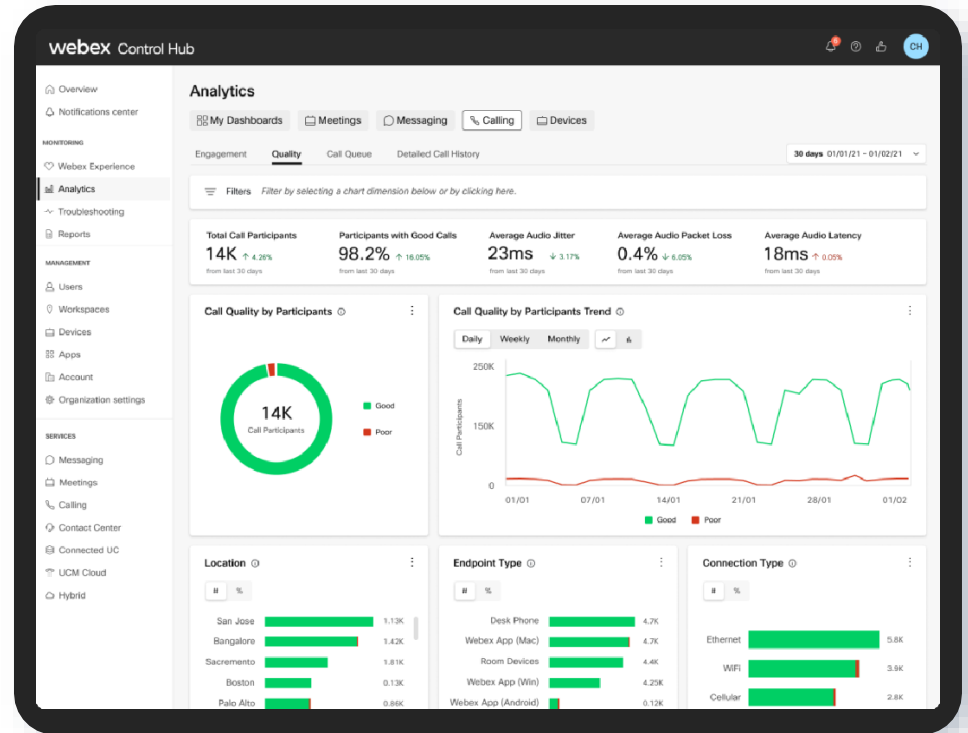 webex Control Hub
CH
Overview
Notifications center
MONITORING
Webex Experience
Analytics
Troubleshooting
Reports
MANAGEMENT
Users
Workspaces
Devices
Apps
Account
Organization settings
SERVICES
Messaging
Meetings
Calling
Contact Center
Connected UC
UCM Cloud
Hybrid
Analytics
My Dashboards Meetings Messaging Calling Devices
Engagement Quality Call Queue Detailed Call History
30 days 01/01/21 - 01/02/21
Filters Filter by selecting a chart dimension below or by clicking here.
Total Call Participants
14K ↑ 4.26%
from last 30 days
Participants with Good Calls
98.2% ↑ 16.05%
from last 30 days
Average Audio Jitter
23ms ↓ 3.17%
from last 30 days
Average Audio Packet Loss
0.4% ↓ 6.05%
from last 30 days
Average Audio Latency
18ms ↑ 0.05%
from last 30 days
Call Quality by Participants
14K
Call Participants
Good
Poor
Call Quality by Participants Trend
Daily Weekly Monthly
250K
150K
0
Call Participants
01/01 07/01 14/01 21/01 28/01 01/02
Good Poor
Location
# %
San Jose 1.13K
Bangalore 1.42K
Sacremento 1.81K
Boston 0.13K
Palo Alto 0.86K
Endpoint Type
# %
Desk Phone 4.7K
Webex App (Mac) 4.7K
Room Devices 4.4K
Webex App (Win) 4.25K
Webex App (Android) 0.12K
Connection Type
# %
Ethernet 5.8K
WiFi 3.9K
Cellular 2.8K